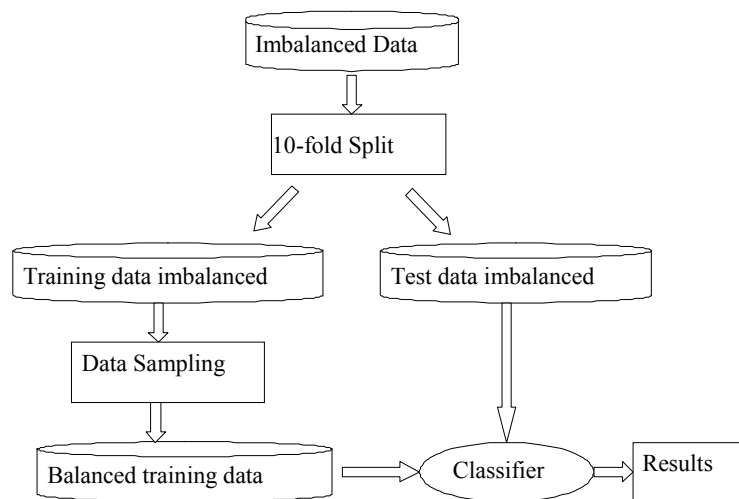 Imbalanced Data
10-fold Split
Training data imbalanced
Test data imbalanced
Data Sampling
Balanced training data
Classifier
Results